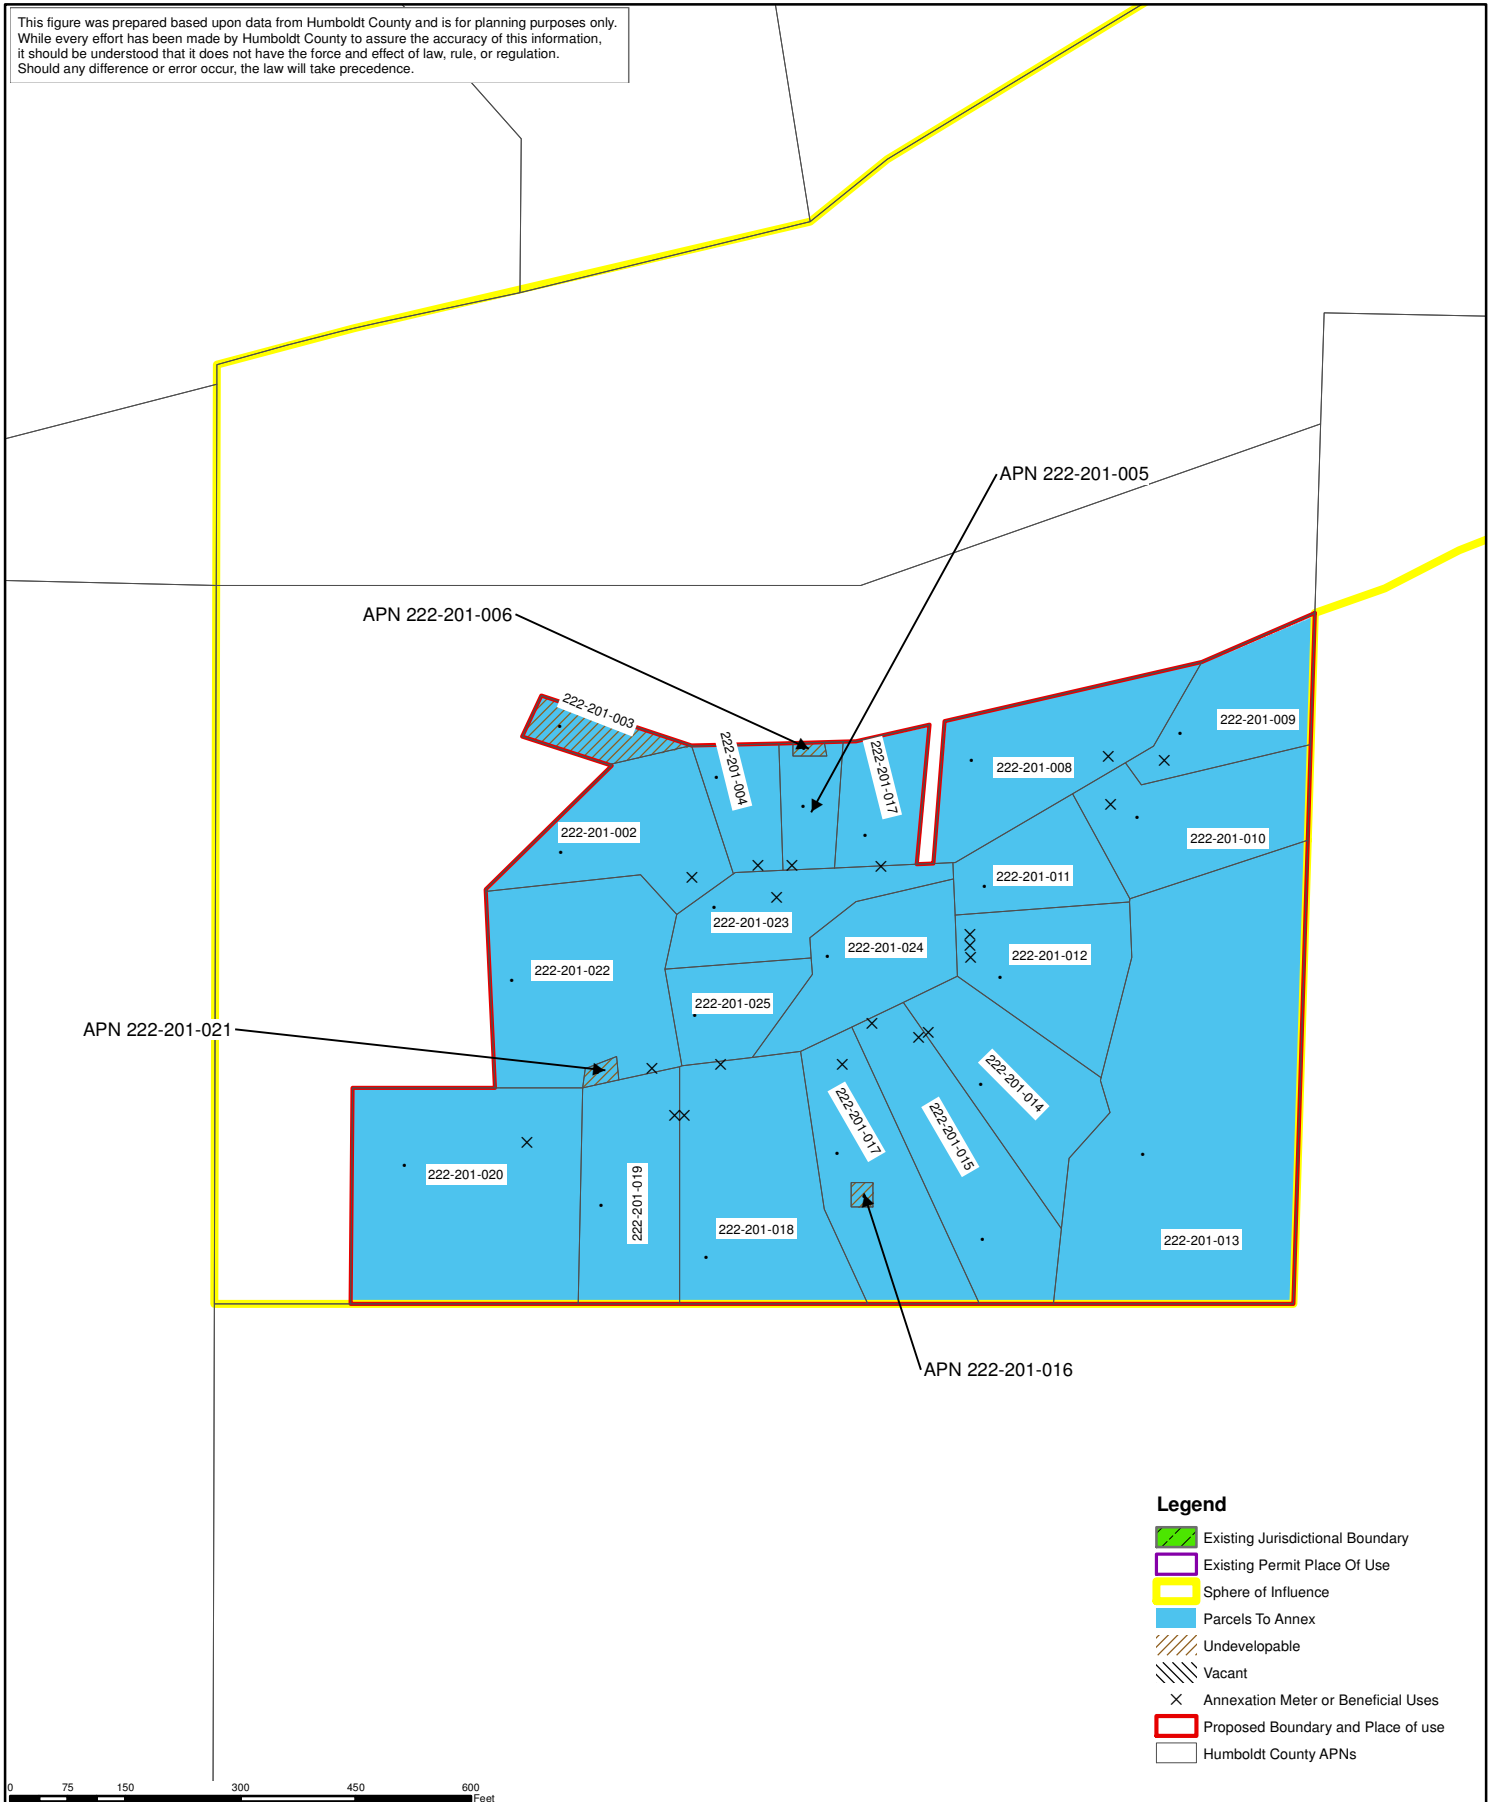 This figure was prepared based upon data from Humboldt County and is for planning purposes only.
While every effort has been made by Humboldt County to assure the accuracy of this information,
it should be understood that it does not have the force and effect of law, rule, or regulation.
Should any difference or error occur, the law will take precedence.
APN 222-201-005
APN 222-201-006
222-201-003
222-201-009
222-201-004
222-201-017
222-201-008
222-201-002
222-201-010
222-201-011
222-201-023
222-201-024
222-201-012
222-201-022
222-201-025
APN 222-201-021
222-201-014
222-201-017
222-201-015
222-201-020
222-201-019
222-201-018
222-201-013
APN 222-201-016
Legend
Existing Jurisdictional Boundary
Existing Permit Place Of Use
Sphere of Influence
Parcels To Annex
Undevelopable
Vacant
Annexation Meter or Beneficial Uses
Proposed Boundary and Place of use
Humboldt County APNs
0 75 150 300 450 600
Feet